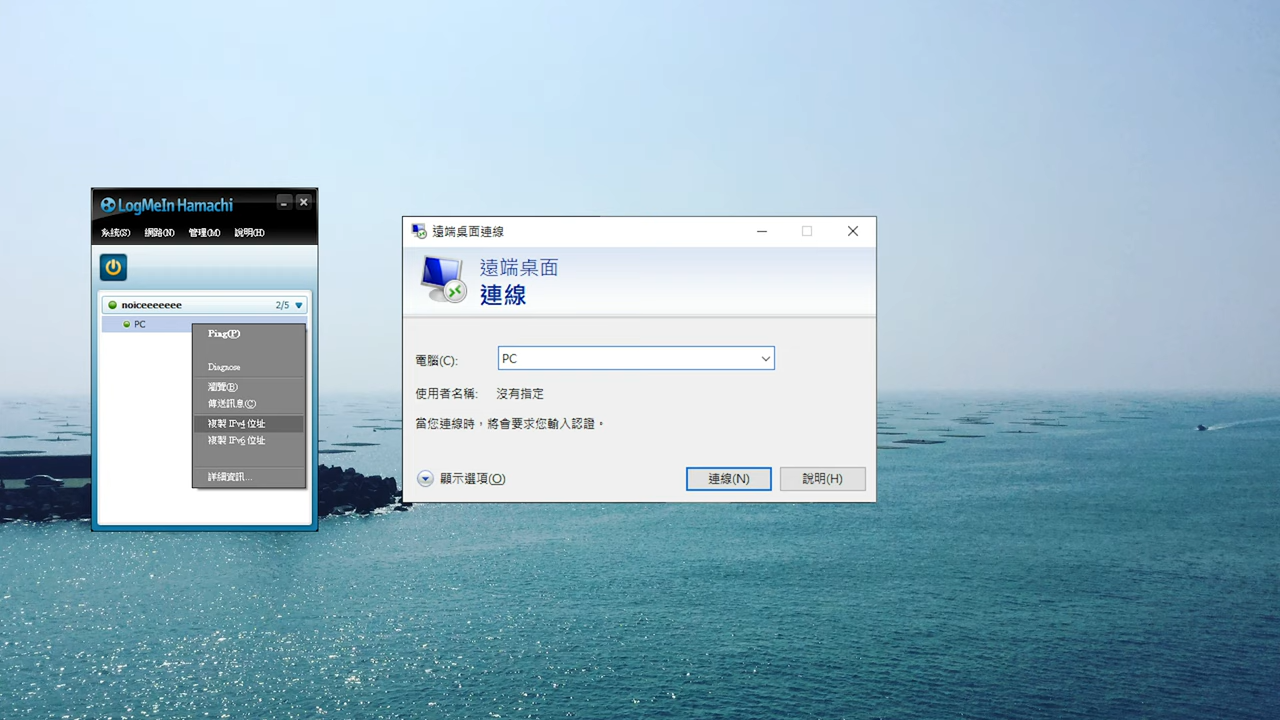 LogMeIn Hamachi
系統(S) 網路(N) 管理(M) 說明(H)
noiceeeeeee 2/5
PC
Ping(P)
Diagnose
瀏覽(B)
傳送訊息(C)
複製 IPv4 位址
複製 IPv6 位址
詳細資訊...
遠端桌面連線
遠端桌面
連線
電腦(C): PC
使用者名稱: 沒有指定
當您連線時，將會要求您輸入認證。
顯示選項(O) 連線(N) 說明(H)